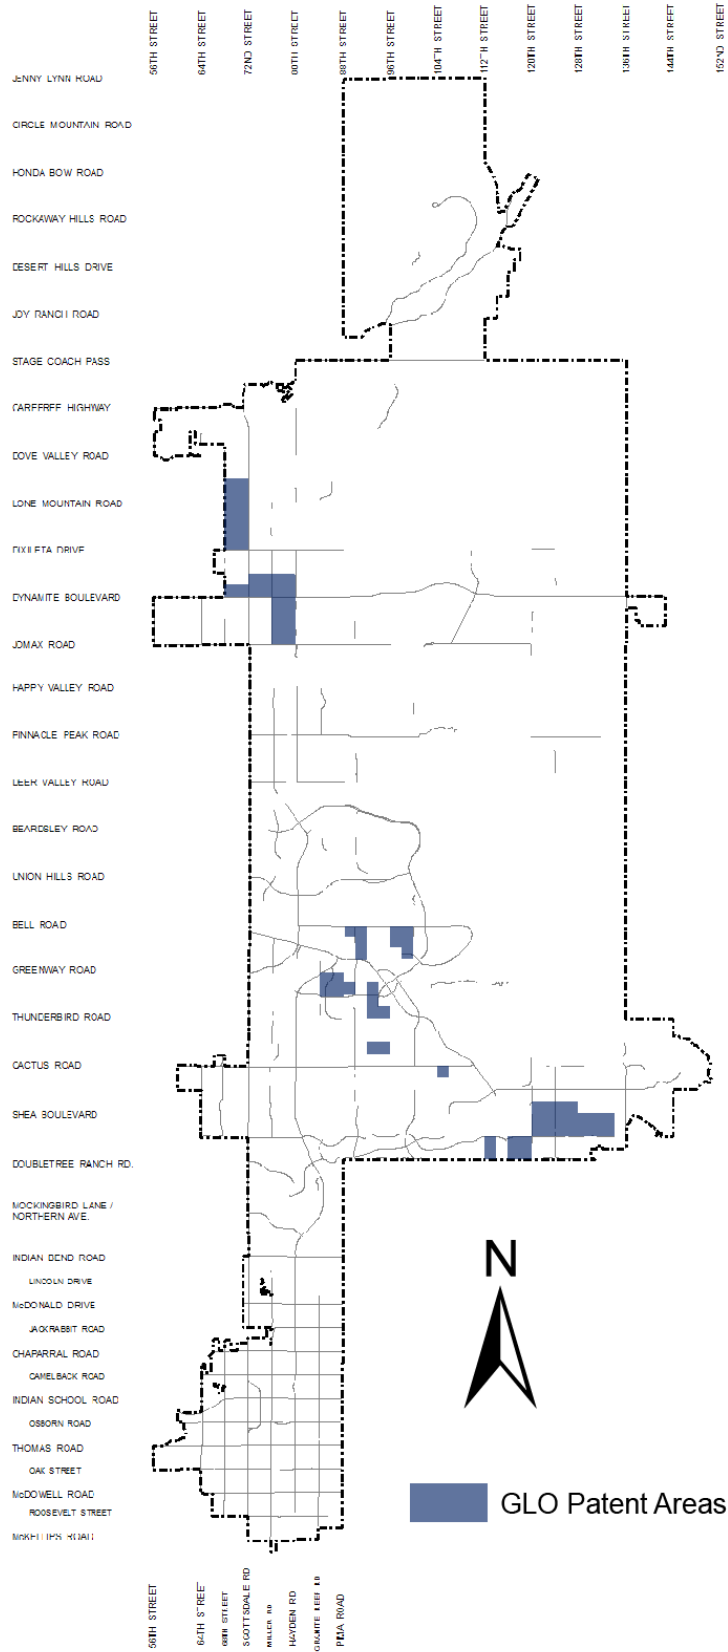 56TH STREET
64TH STREET
72ND STREET
80TH STREET
88TH STREET
96TH STREET
104TH STREET
112TH STREET
120TH STREET
128TH STREET
136TH STREET
144TH STREET
152ND STREET
JENNY LYNN ROAD
CIRCLE MOUNTAIN ROAD
HONDA BOW ROAD
ROCKAWAY HILLS ROAD
DESERT HILLS DRIVE
JOY RANCH ROAD
STAGE COACH PASS
CAREFREE HIGHWAY
DOVE VALLEY ROAD
LONE MOUNTAIN ROAD
DIXILETA DRIVE
DYNAMITE BOULEVARD
JOMAX ROAD
HAPPY VALLEY ROAD
PINNACLE PEAK ROAD
DEER VALLEY ROAD
BEARDSLEY ROAD
UNION HILLS ROAD
BELL ROAD
GREENWAY ROAD
THUNDERBIRD ROAD
CACTUS ROAD
SHEA BOULEVARD
DOUBLETREE RANCH RD.
MOCKINGBIRD LANE /
NORTHERN AVE.
INDIAN BEND ROAD
LINCOLN DRIVE
McDONALD DRIVE
JACKRABBIT ROAD
CHAPARRAL ROAD
CAMELBACK ROAD
INDIAN SCHOOL ROAD
OSBORN ROAD
THOMAS ROAD
OAK STREET
McDOWELL ROAD
ROOSEVELT STREET
McKELLIPS ROAD
N
GLO Patent Areas
56TH STREET
64TH STREET
68TH STREET
SCOTTSDALE RD
MILLER RD
HAYDEN RD
GRANITE REEF RD
PIMA ROAD